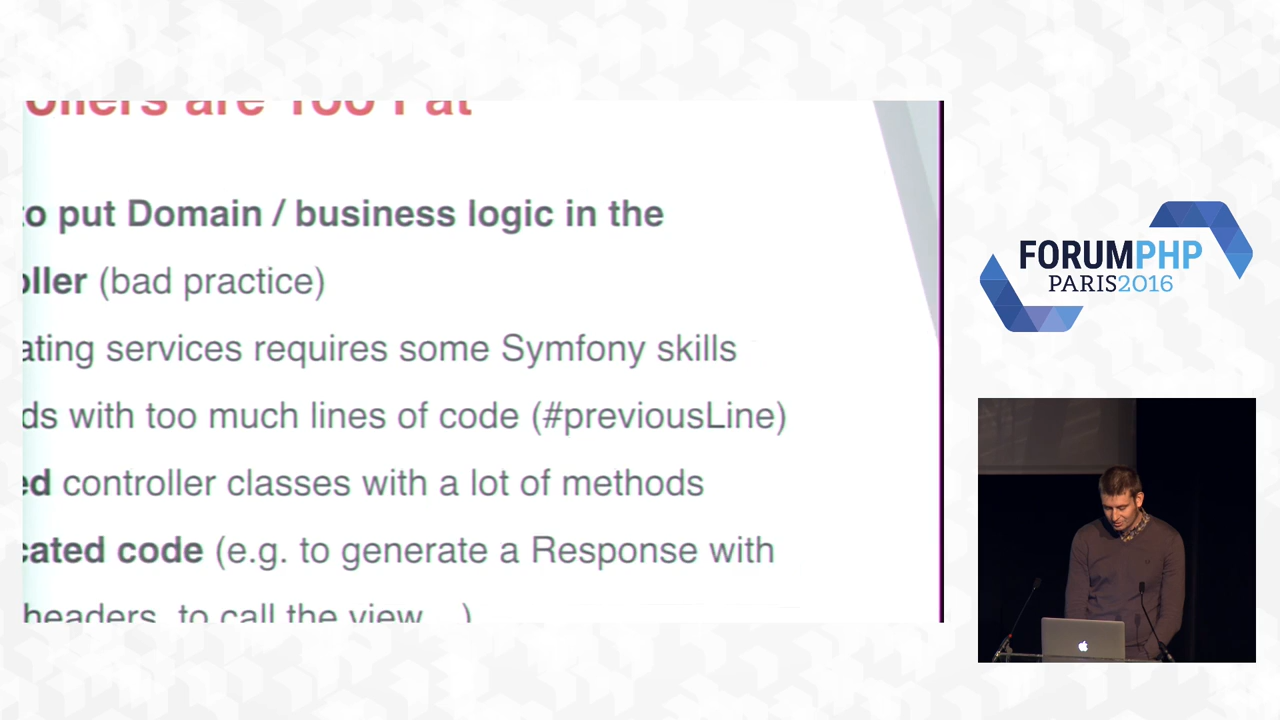 ollers are Too Fat
to put Domain / business logic in the
oller (bad practice)
ating services requires some Symfony skills
ds with too much lines of code (#previousLine)
ed controller classes with a lot of methods
cated code (e.g. to generate a Response with
headers, to call the view…)
FORUMPHP
PARIS2016